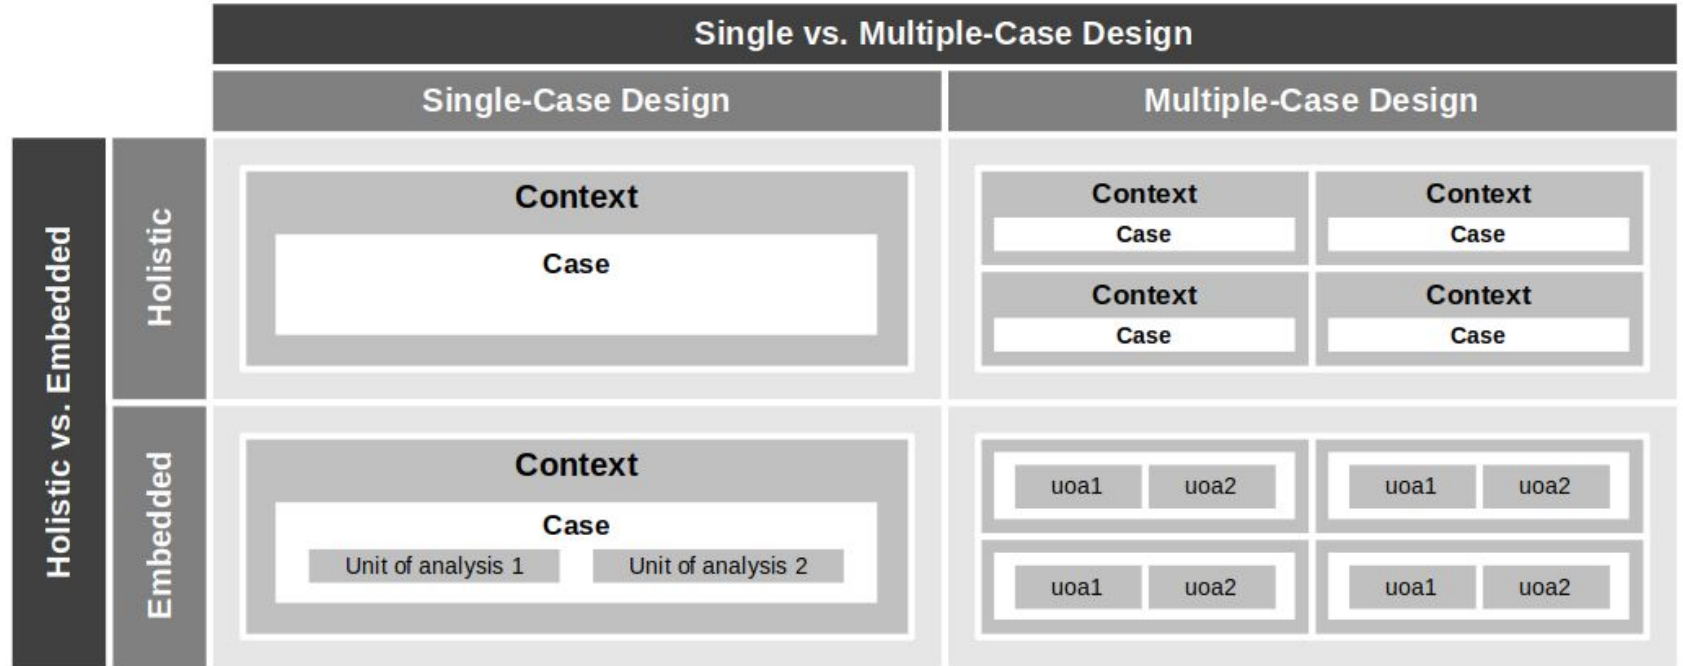 Single vs. Multiple-Case Design
Single-Case Design
Multiple-Case Design
Holistic vs. Embedded
Holistic
Context
Case
Context
Case
Context
Case
Context
Case
Context
Case
Embedded
Context
Case
Unit of analysis 1
Unit of analysis 2
uoa1
uoa2
uoa1
uoa2
uoa1
uoa2
uoa1
uoa2